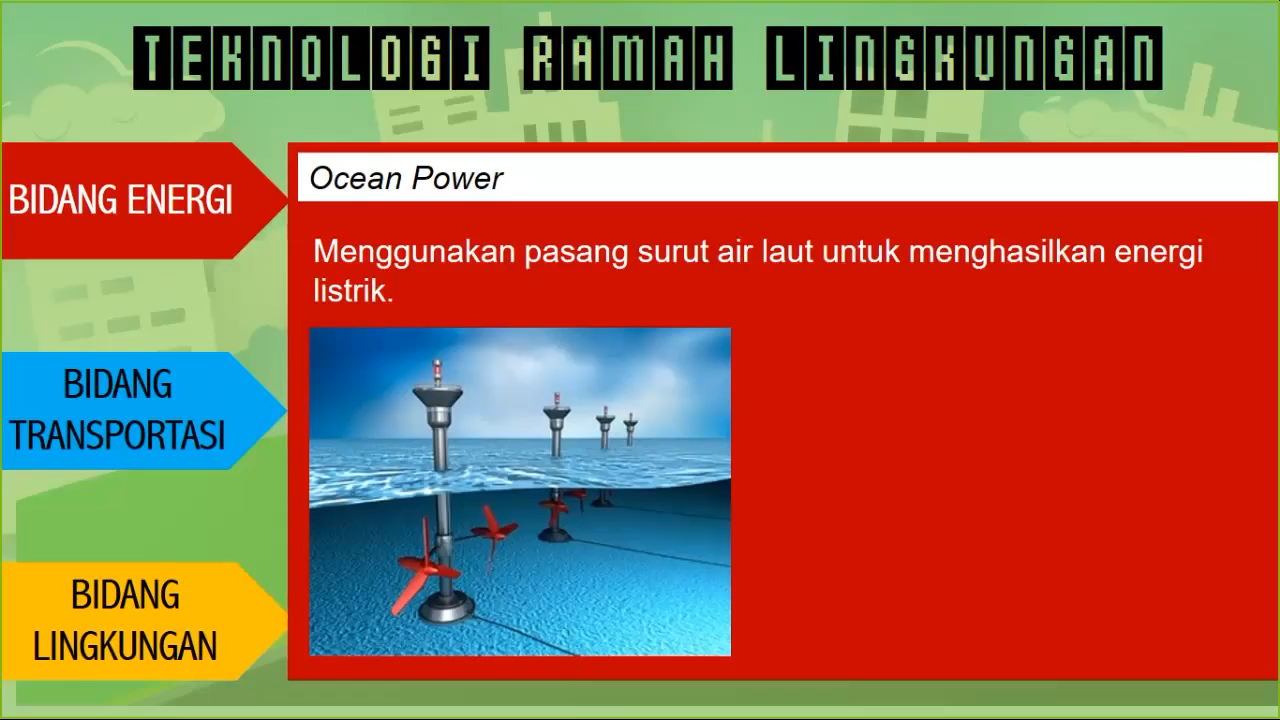 TEKNOLOGI RAMAH LINGKUNGAN
BIDANG ENERGI
Ocean Power
Menggunakan pasang surut air laut untuk menghasilkan energi
listrik.
BIDANG
TRANSPORTASI
BIDANG
LINGKUNGAN